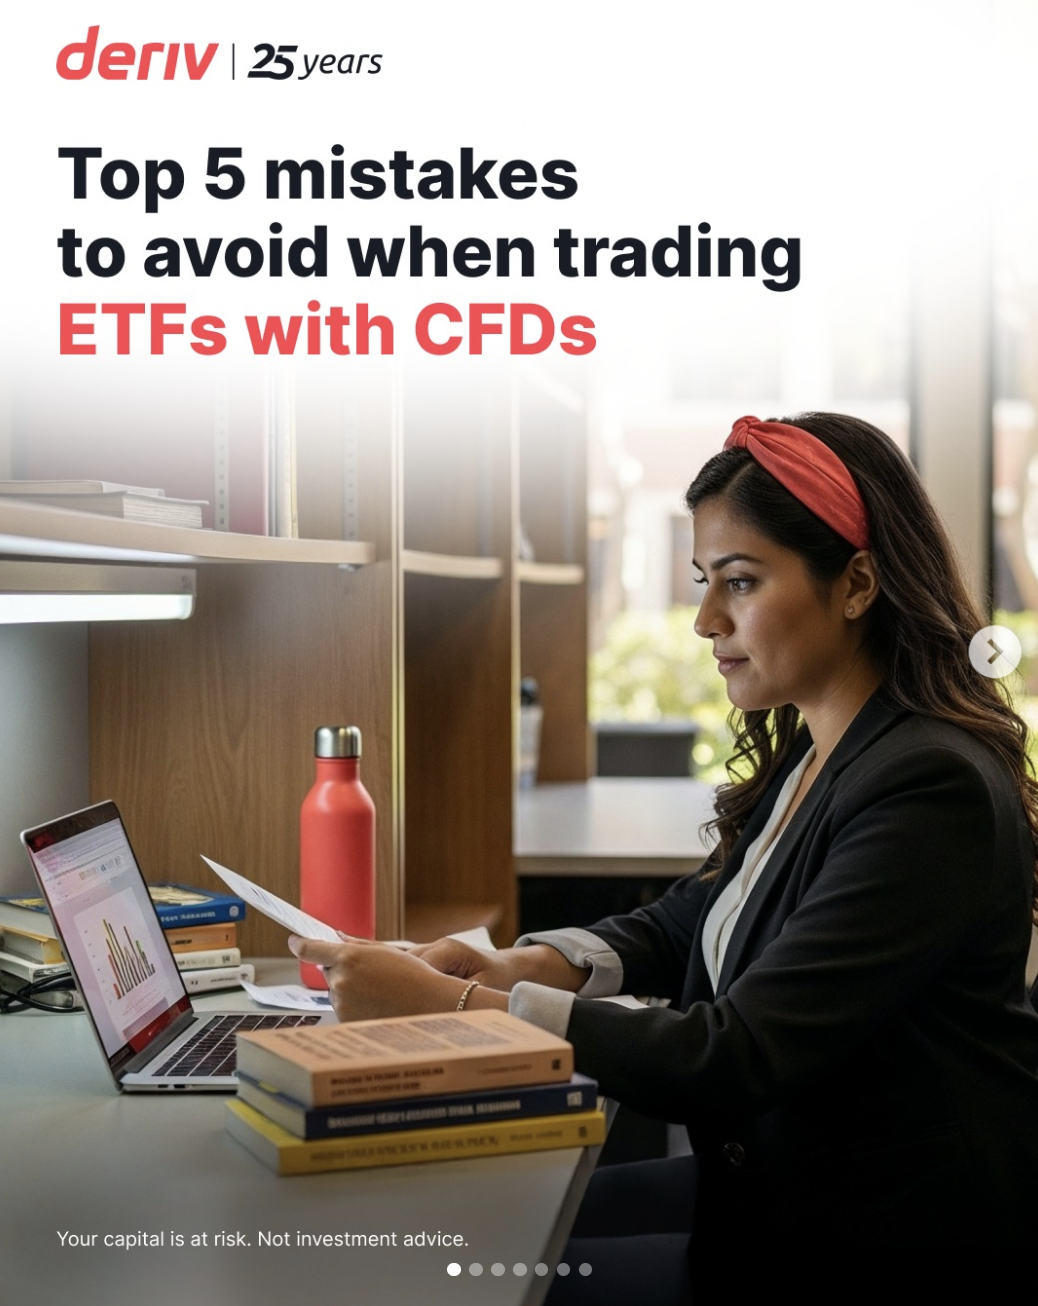 deriv | 25 years
Top 5 mistakes
to avoid when trading
ETFs with CFDs
Your capital is at risk. Not investment advice.